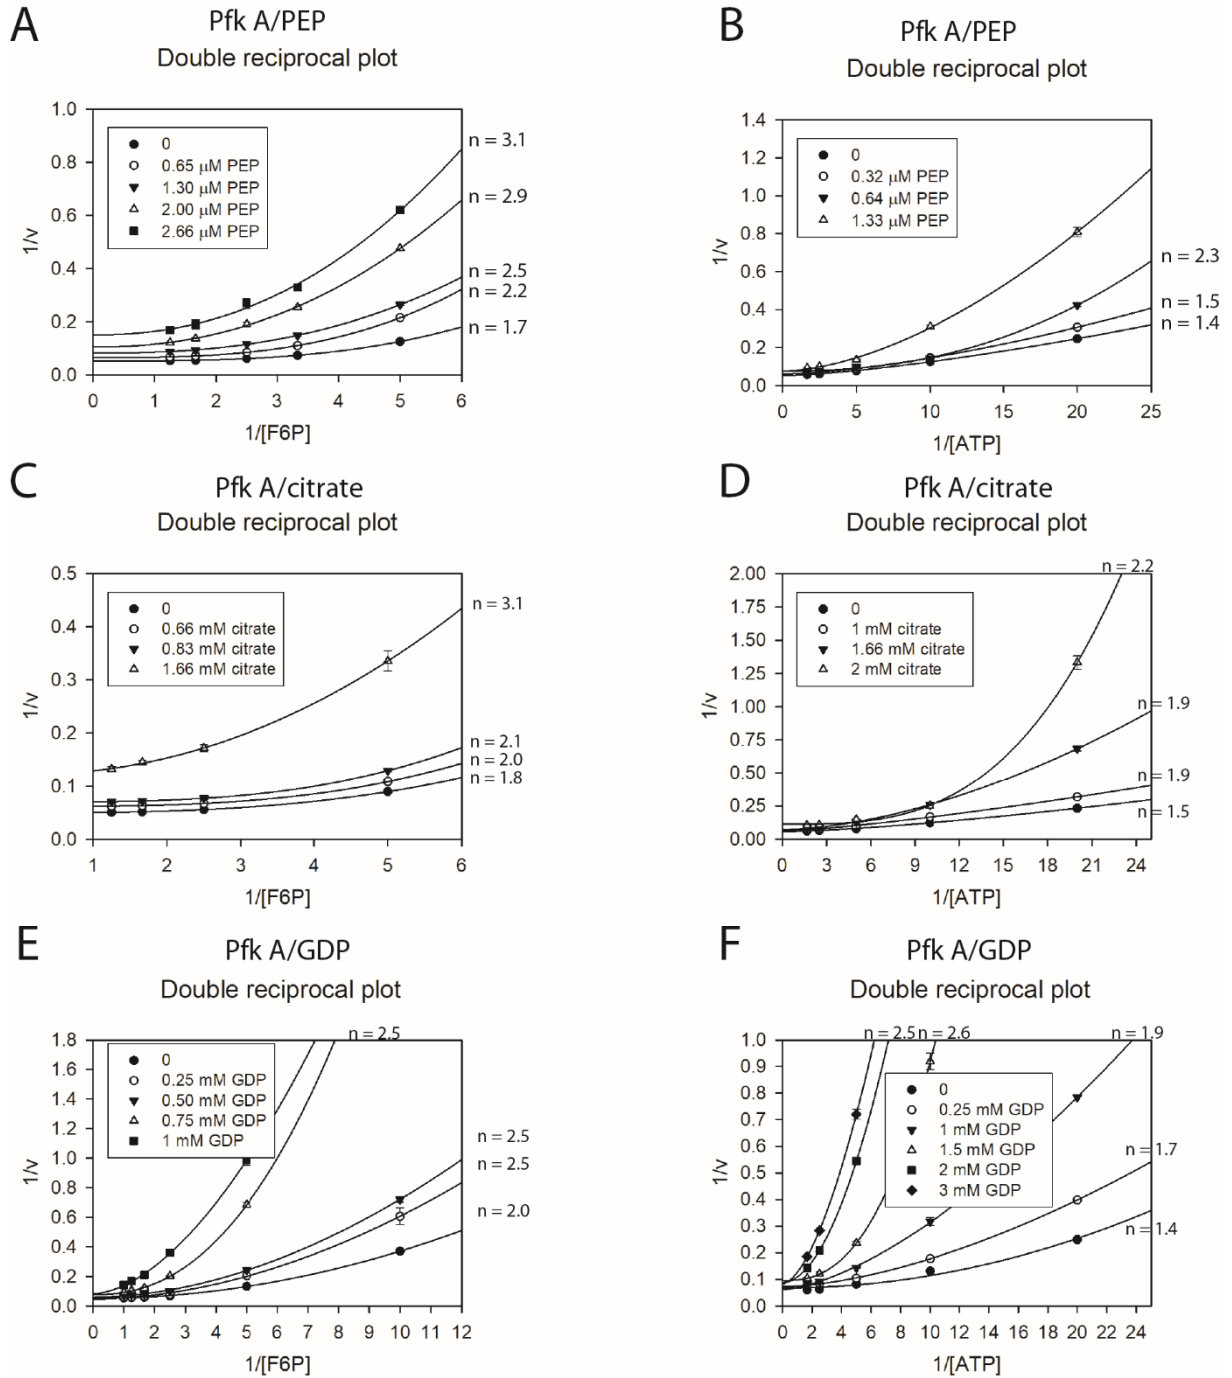 A
Pfk A/PEP
Double reciprocal plot
1.0
0.8
0.6
0.4
0.2
0.0
1/v
0
0.65 μM PEP
1.30 μM PEP
2.00 μM PEP
2.66 μM PEP
n = 3.1
n = 2.9
n = 2.5
n = 2.2
n = 1.7
0 1 2 3 4 5 6
1/[F6P]
B
Pfk A/PEP
Double reciprocal plot
1.4
1.2
1.0
0.8
0.6
0.4
0.2
0.0
1/v
0
0.32 μM PEP
0.64 μM PEP
1.33 μM PEP
n = 2.3
n = 1.5
n = 1.4
0 5 10 15 20 25
1/[ATP]
C
Pfk A/citrate
Double reciprocal plot
0.5
0.4
0.3
0.2
0.1
0.0
1/v
0
0.66 mM citrate
0.83 mM citrate
1.66 mM citrate
n = 3.1
n = 2.1
n = 2.0
n = 1.8
1 2 3 4 5 6
1/[F6P]
D
Pfk A/citrate
Double reciprocal plot
2.00
1.75
1.50
1.25
1.00
0.75
0.50
0.25
0.00
1/v
0
1 mM citrate
1.66 mM citrate
2 mM citrate
n = 2.2
n = 1.9
n = 1.9
n = 1.5
0 3 6 9 12 15 18 21 24
1/[ATP]
E
Pfk A/GDP
Double reciprocal plot
1.8
1.6
1.4
1.2
1.0
0.8
0.6
0.4
0.2
0.0
1/v
0
0.25 mM GDP
0.50 mM GDP
0.75 mM GDP
1 mM GDP
n = 2.5
n = 2.5
n = 2.5
n = 2.0
0 1 2 3 4 5 6 7 8 9 10 11 12
1/[F6P]
F
Pfk A/GDP
Double reciprocal plot
1.0
0.9
0.8
0.7
0.6
0.5
0.4
0.3
0.2
0.1
0.0
1/v
0
0.25 mM GDP
1 mM GDP
1.5 mM GDP
2 mM GDP
3 mM GDP
n = 2.5 n = 2.6
n = 1.9
n = 1.7
n = 1.4
0 2 4 6 8 10 12 14 16 18 20 22 24
1/[ATP]